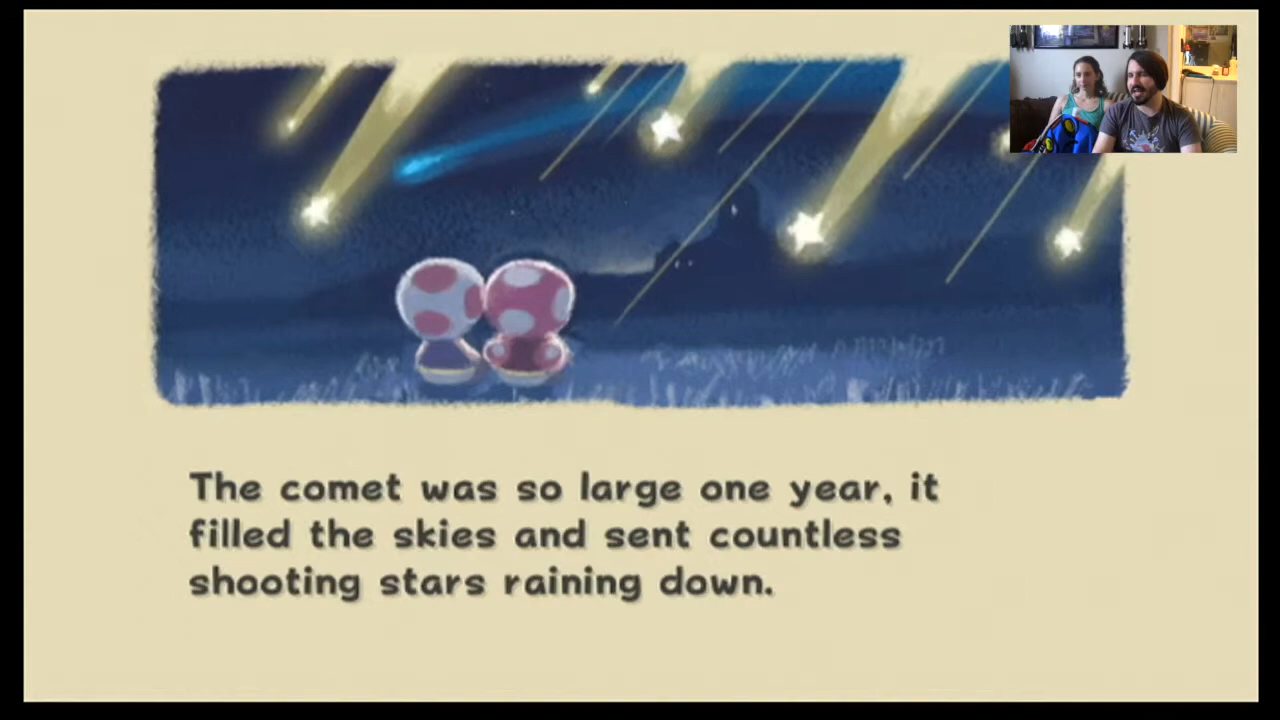 The comet was so large one year, it
filled the skies and sent countless
shooting stars raining down.